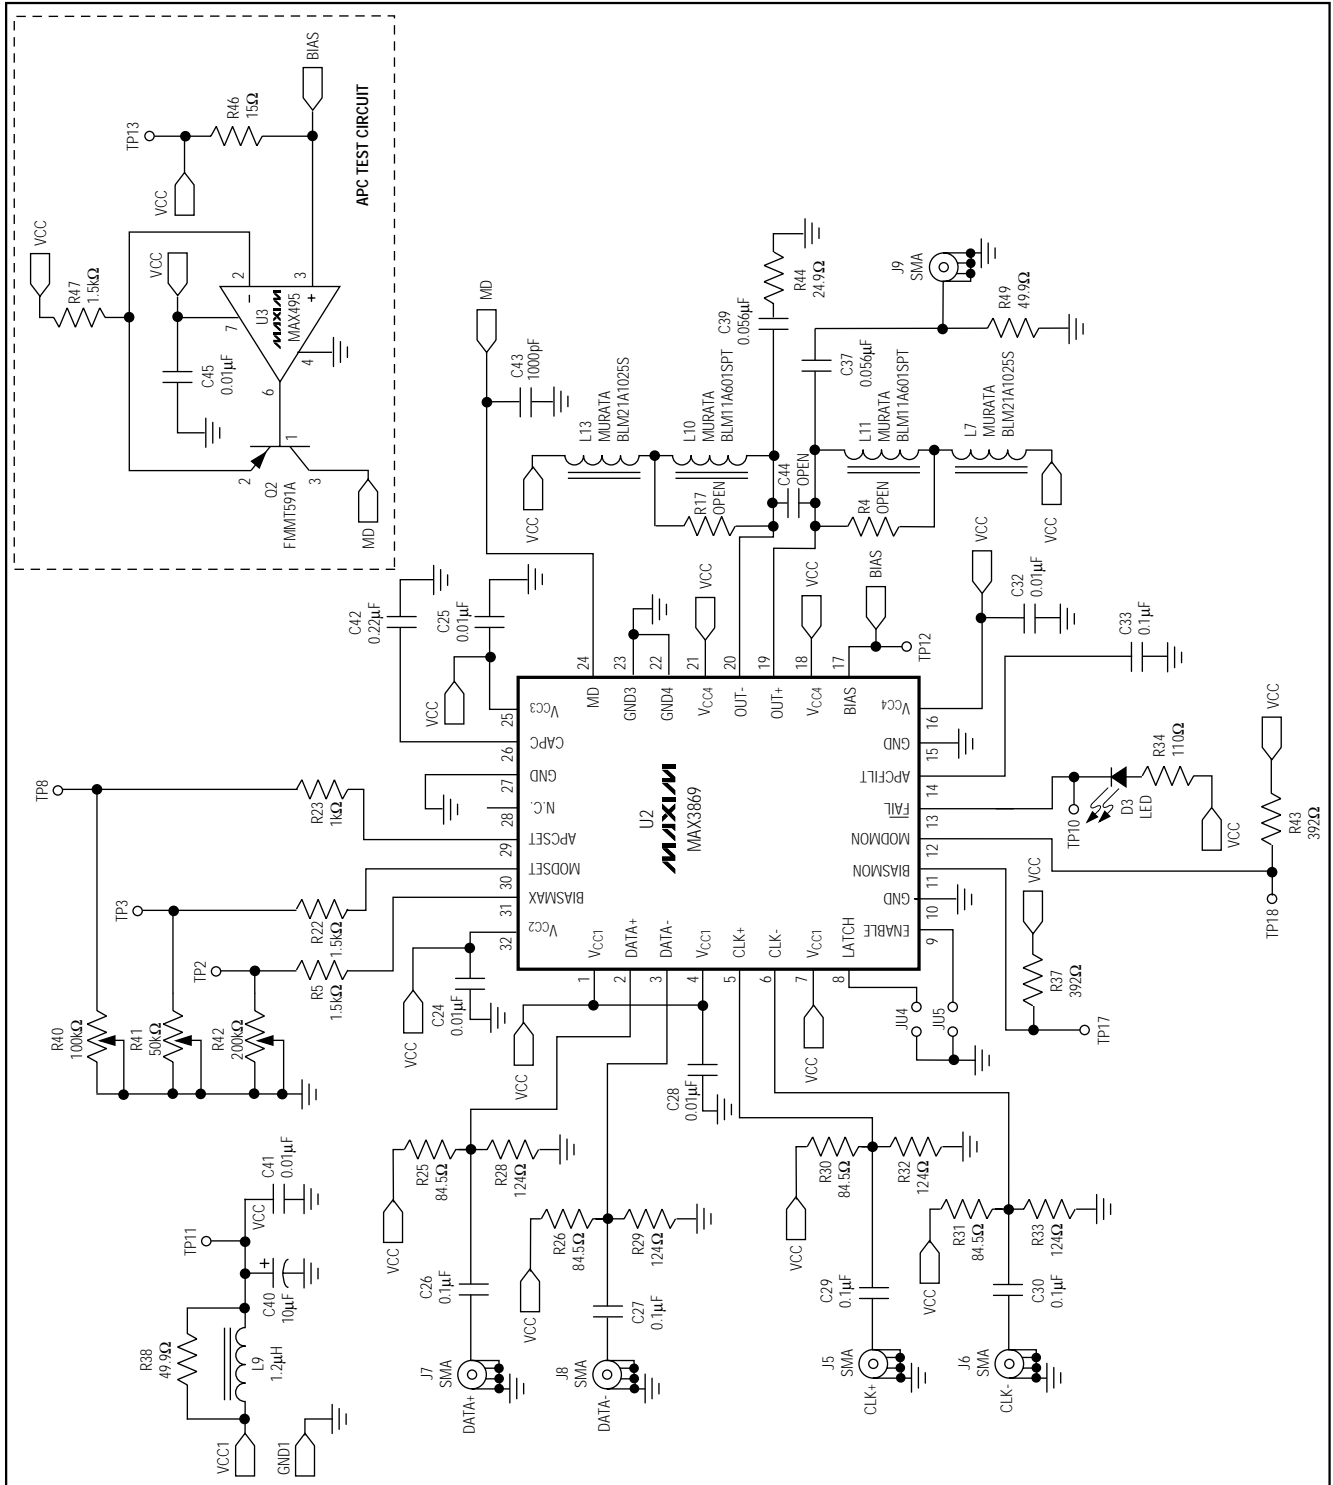 APC TEST CIRCUIT
VCC
R47
1.5kΩ
TP13
VCC
R46
15Ω
BIAS
VCC
C45
0.01µF
U3
MAXIM
MAX495
2
3
7
4
6
−
+
1
2
3
Q2
FMMT591A
MD
MD
C43
1000pF
L13
MURATA
BLM21A1025S
L10
MURATA
BLM11A601SPT
VCC
R17
OPEN
C39
0.056µF
R44
24.9Ω
C44
OPEN
C37
0.056µF
J9
SMA
R49
49.9Ω
L11
MURATA
BLM11A601SPT
L7
MURATA
BLM21A1025S
R4
OPEN
VCC
C42
0.22µF
C25
0.01µF
VCC
VCC
VCC
BIAS
TP12
VCC
C32
0.01µF
C33
0.1µF
24
23
22
21
20
19
18
17
MD
GND3
GND4
VCC4
OUT-
OUT+
VCC4
BIAS
25
26
27
28
29
30
31
32
VCC3
CAPC
GND
N.C.
APCSET
MODSET
BIASMAX
VCC2
U2
MAXIM
MAX3869
VCC4
GND
APCFILT
FAIL
MODMON
BIASMON
GND
ENABLE
16
15
14
13
12
11
10
9
VCC1
DATA+
DATA-
VCC1
CLK+
CLK-
VCC1
LATCH
1
2
3
4
5
6
7
8
TP8
R23
1kΩ
TP3
R22
1.5kΩ
TP2
R5
1.5kΩ
R40
100kΩ
R41
50kΩ
R42
200kΩ
VCC
C24
0.01µF
VCC
C28
0.01µF
VCC
JU4
JU5
TP10
D3
LED
R34
110Ω
VCC
VCC
R43
392Ω
TP18
VCC
R37
392Ω
TP17
VCC
R25
84.5Ω
R28
124Ω
C26
0.1µF
J7
SMA
DATA+
VCC
R26
84.5Ω
R29
124Ω
C27
0.1µF
J8
SMA
DATA-
VCC
R30
84.5Ω
R32
124Ω
C29
0.1µF
J5
SMA
CLK+
VCC
R31
84.5Ω
R33
124Ω
C30
0.1µF
J6
SMA
CLK-
TP11
VCC
C41
0.01µF
C40
10µF
+
R38
49.9Ω
L9
1.2µH
VCC1
GND1